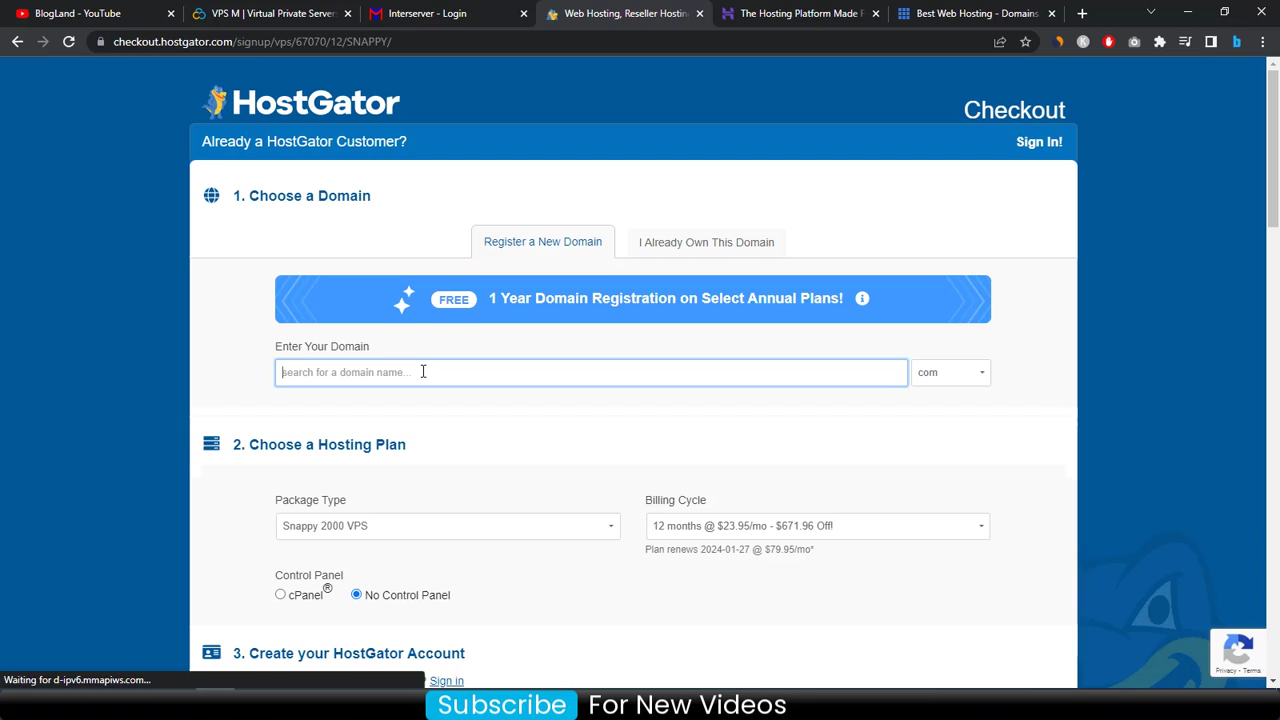 BlogLand - YouTube
VPS M | Virtual Private Server
Interserver - Login
Web Hosting, Reseller Hostin
The Hosting Platform Made F
Best Web Hosting - Domains
checkout.hostgator.com/signup/vps/67070/12/SNAPPY/
HostGator
Checkout
Already a HostGator Customer?
Sign In!
1. Choose a Domain
Register a New Domain
I Already Own This Domain
FREE 1 Year Domain Registration on Select Annual Plans!
Enter Your Domain
search for a domain name...
com
2. Choose a Hosting Plan
Package Type
Billing Cycle
Snappy 2000 VPS
12 months @ $23.95/mo - $671.96 Off!
Plan renews 2024-01-27 @ $79.95/mo*
Control Panel
cPanel®
No Control Panel
3. Create your HostGator Account
Privacy - Terms
Waiting for d-ipv6.mmapiws.com...
Sign in
Subscribe For New Videos